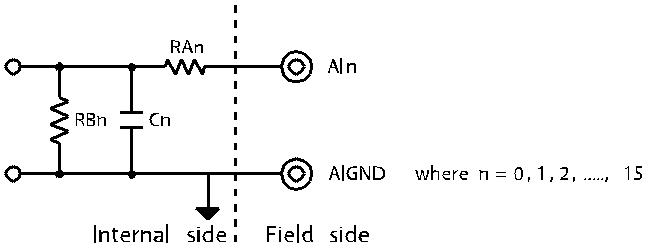 RAn
AIn
RBn
Cn
AIGND where n = 0, 1, 2, ....., 15
Internal side Field side